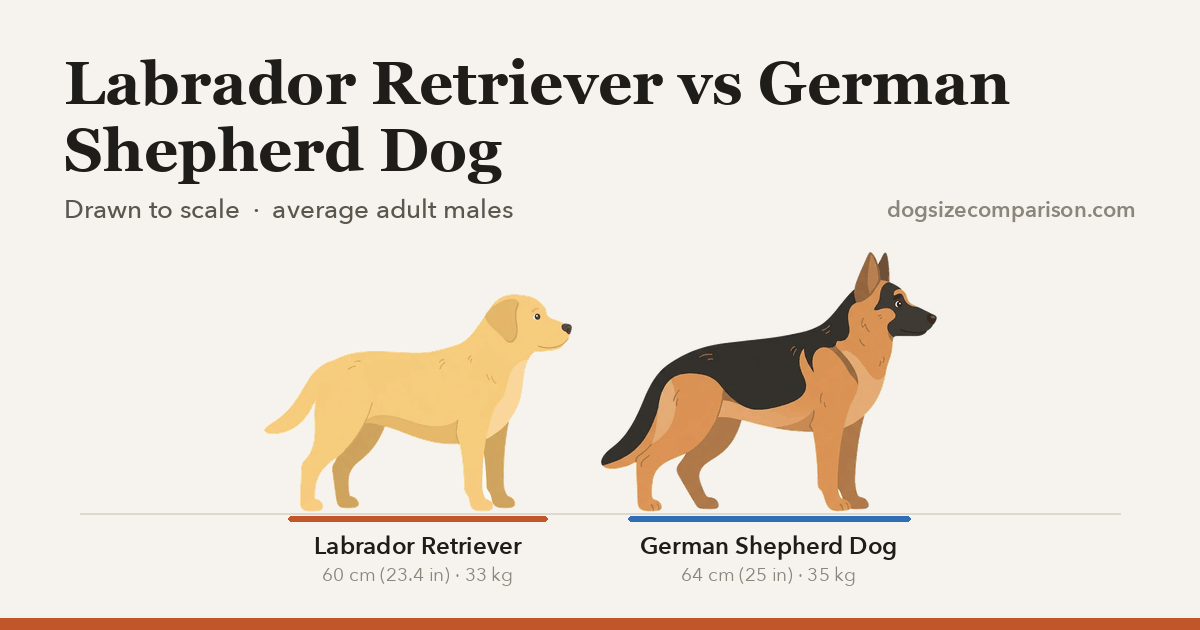 Labrador Retriever vs German
Shepherd Dog
Drawn to scale · average adult males
dogsizecomparison.com
Labrador Retriever
60 cm (23.4 in) · 33 kg
German Shepherd Dog
64 cm (25 in) · 35 kg